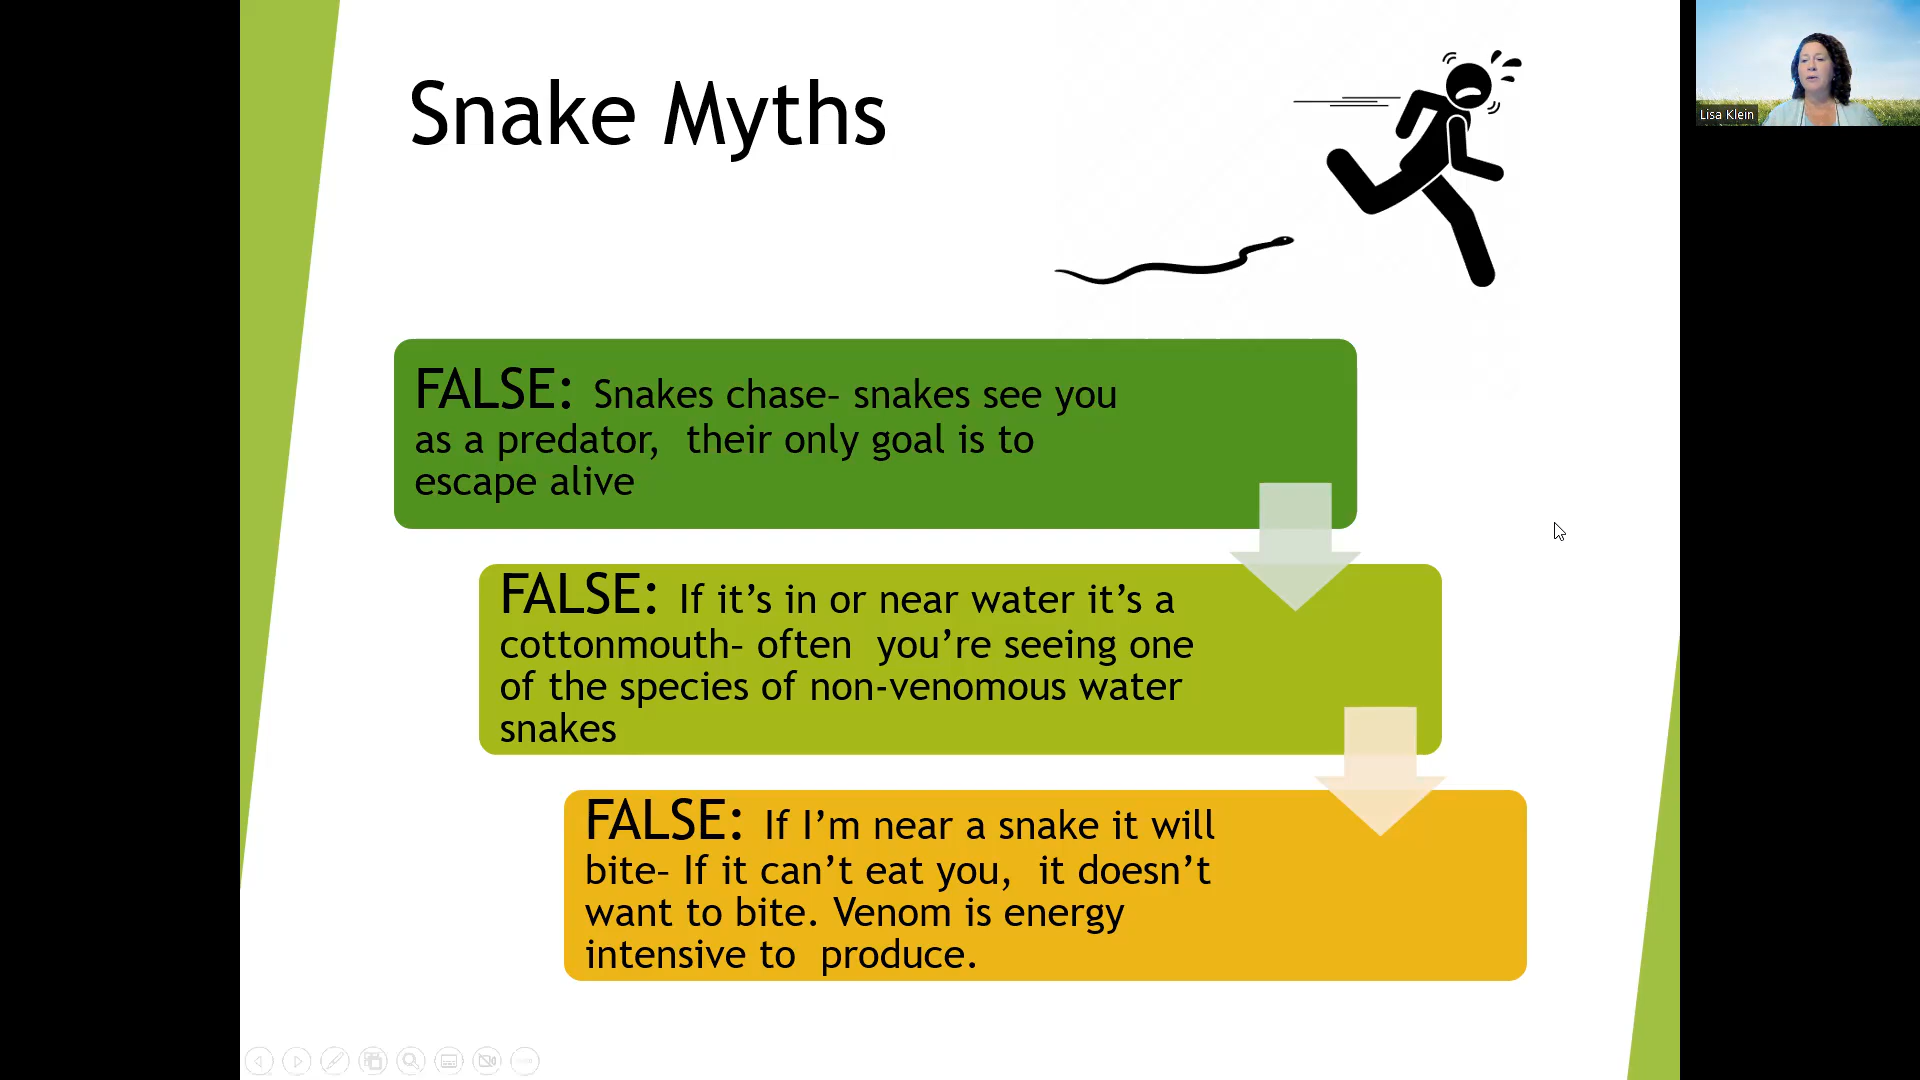 Snake Myths
Lisa Klein
FALSE: Snakes chase– snakes see you
as a predator,  their only goal is to
escape alive
FALSE: If it’s in or near water it’s a
cottonmouth– often  you’re seeing one
of the species of non-venomous water
snakes
FALSE: If I’m near a snake it will
bite– If it can’t eat you,  it doesn’t
want to bite. Venom is energy
intensive to  produce.